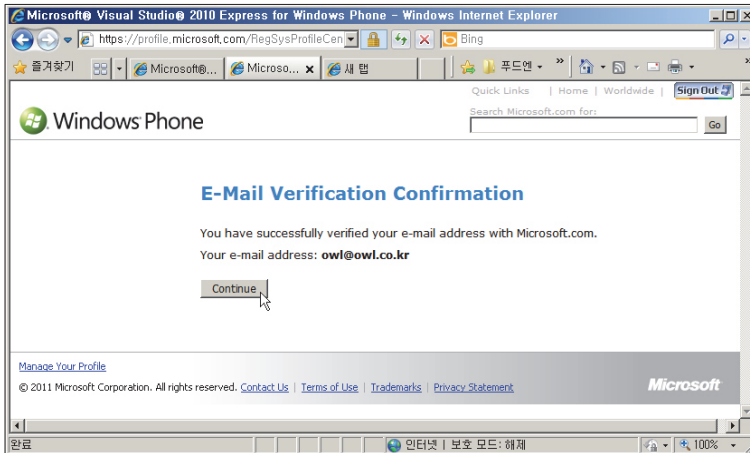 Microsoft® Visual Studio® 2010 Express for Windows Phone - Windows Internet Explorer
https://profile.microsoft.com/RegSysProfileCen
Bing
즐겨찾기 Microsoft®... Microso... 새 탭 푸드엔
Quick Links | Home | Worldwide | Sign Out
Windows Phone
Search Microsoft.com for:
Go
E-Mail Verification Confirmation
You have successfully verified your e-mail address with Microsoft.com.
Your e-mail address: owl@owl.co.kr
Continue
Manage Your Profile
© 2011 Microsoft Corporation. All rights reserved. Contact Us | Terms of Use | Trademarks | Privacy Statement
Microsoft
완료 인터넷 | 보호 모드: 해제 100%